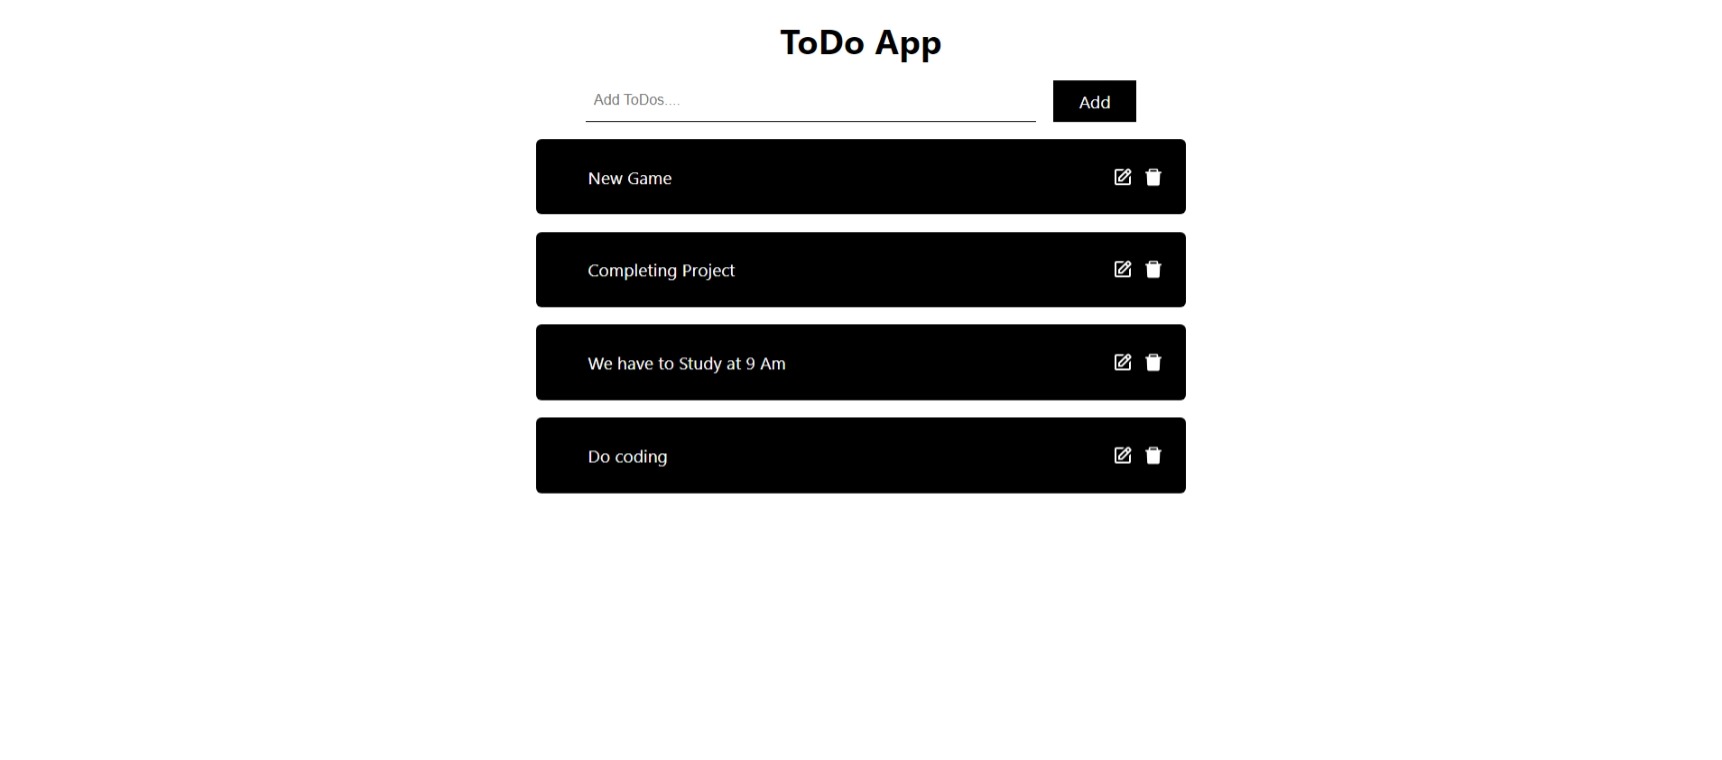 ToDo App
Add ToDos....
Add
New Game
Completing Project
We have to Study at 9 Am
Do coding